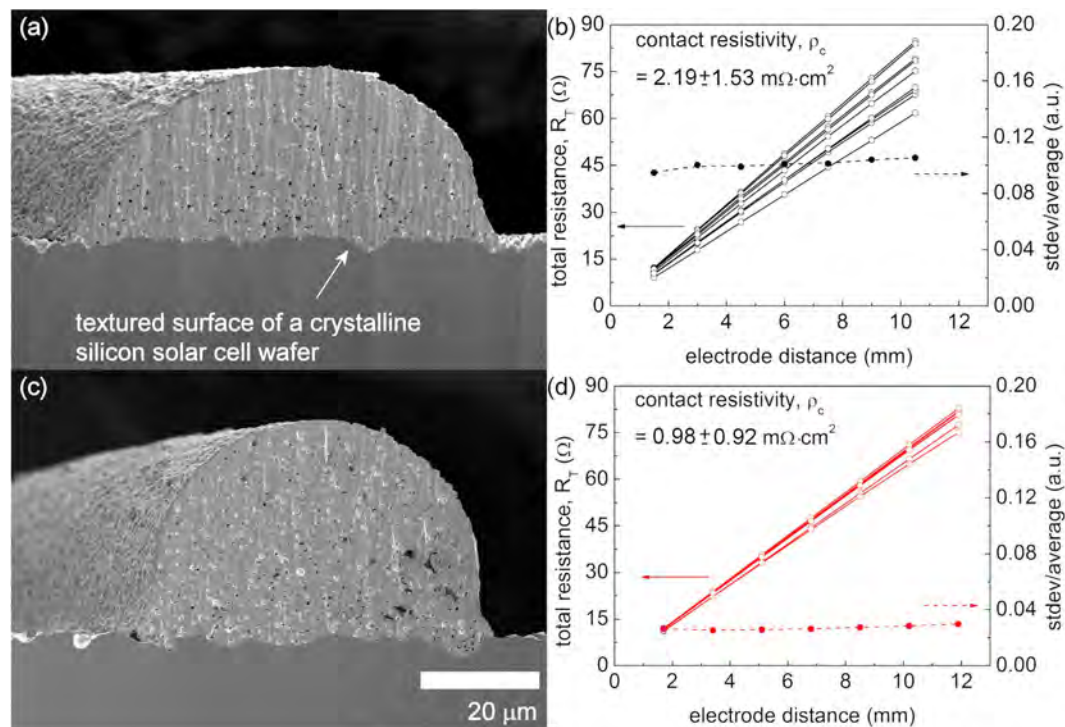 (a)
textured surface of a crystalline
silicon solar cell wafer
(b)
contact resistivity, ρc
= 2.19±1.53 mΩ·cm²
total resistance, RT (Ω)
90
75
60
45
30
15
0
0 2 4 6 8 10 12
electrode distance (mm)
0.20
0.16
0.12
0.08
0.04
0.00
stdev/average (a.u.)
(c)
20 μm
(d)
contact resistivity, ρc
= 0.98±0.92 mΩ·cm²
total resistance, RT (Ω)
90
75
60
45
30
15
0
0 2 4 6 8 10 12
electrode distance (mm)
0.20
0.16
0.12
0.08
0.04
0.00
stdev/average (a.u.)